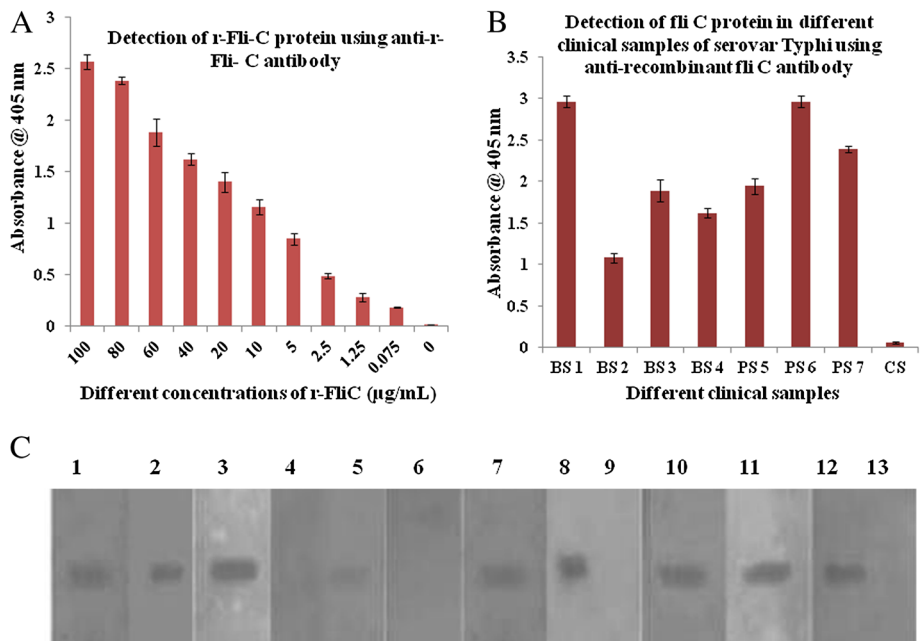 A
Detection of r-Fli-C protein using anti-r-
Fli- C antibody
Absorbance @ 405 nm
3
2.5
2
1.5
1
0.5
0
100 80 60 40 20 10 5 2.5 1.25 0.075 0
Different concentrations of r-FliC (µg/mL)
B
Detection of fli C protein in different
clinical samples of serovar Typhi using
anti-recombinant fli C antibody
Absorbance @ 405 nm
3.5
3
2.5
2
1.5
1
0.5
0
BS 1 BS 2 BS 3 BS 4 PS 5 PS 6 PS 7 CS
Different clinical samples
C
1 2 3 4 5 6 7 8 9 10 11 12 13